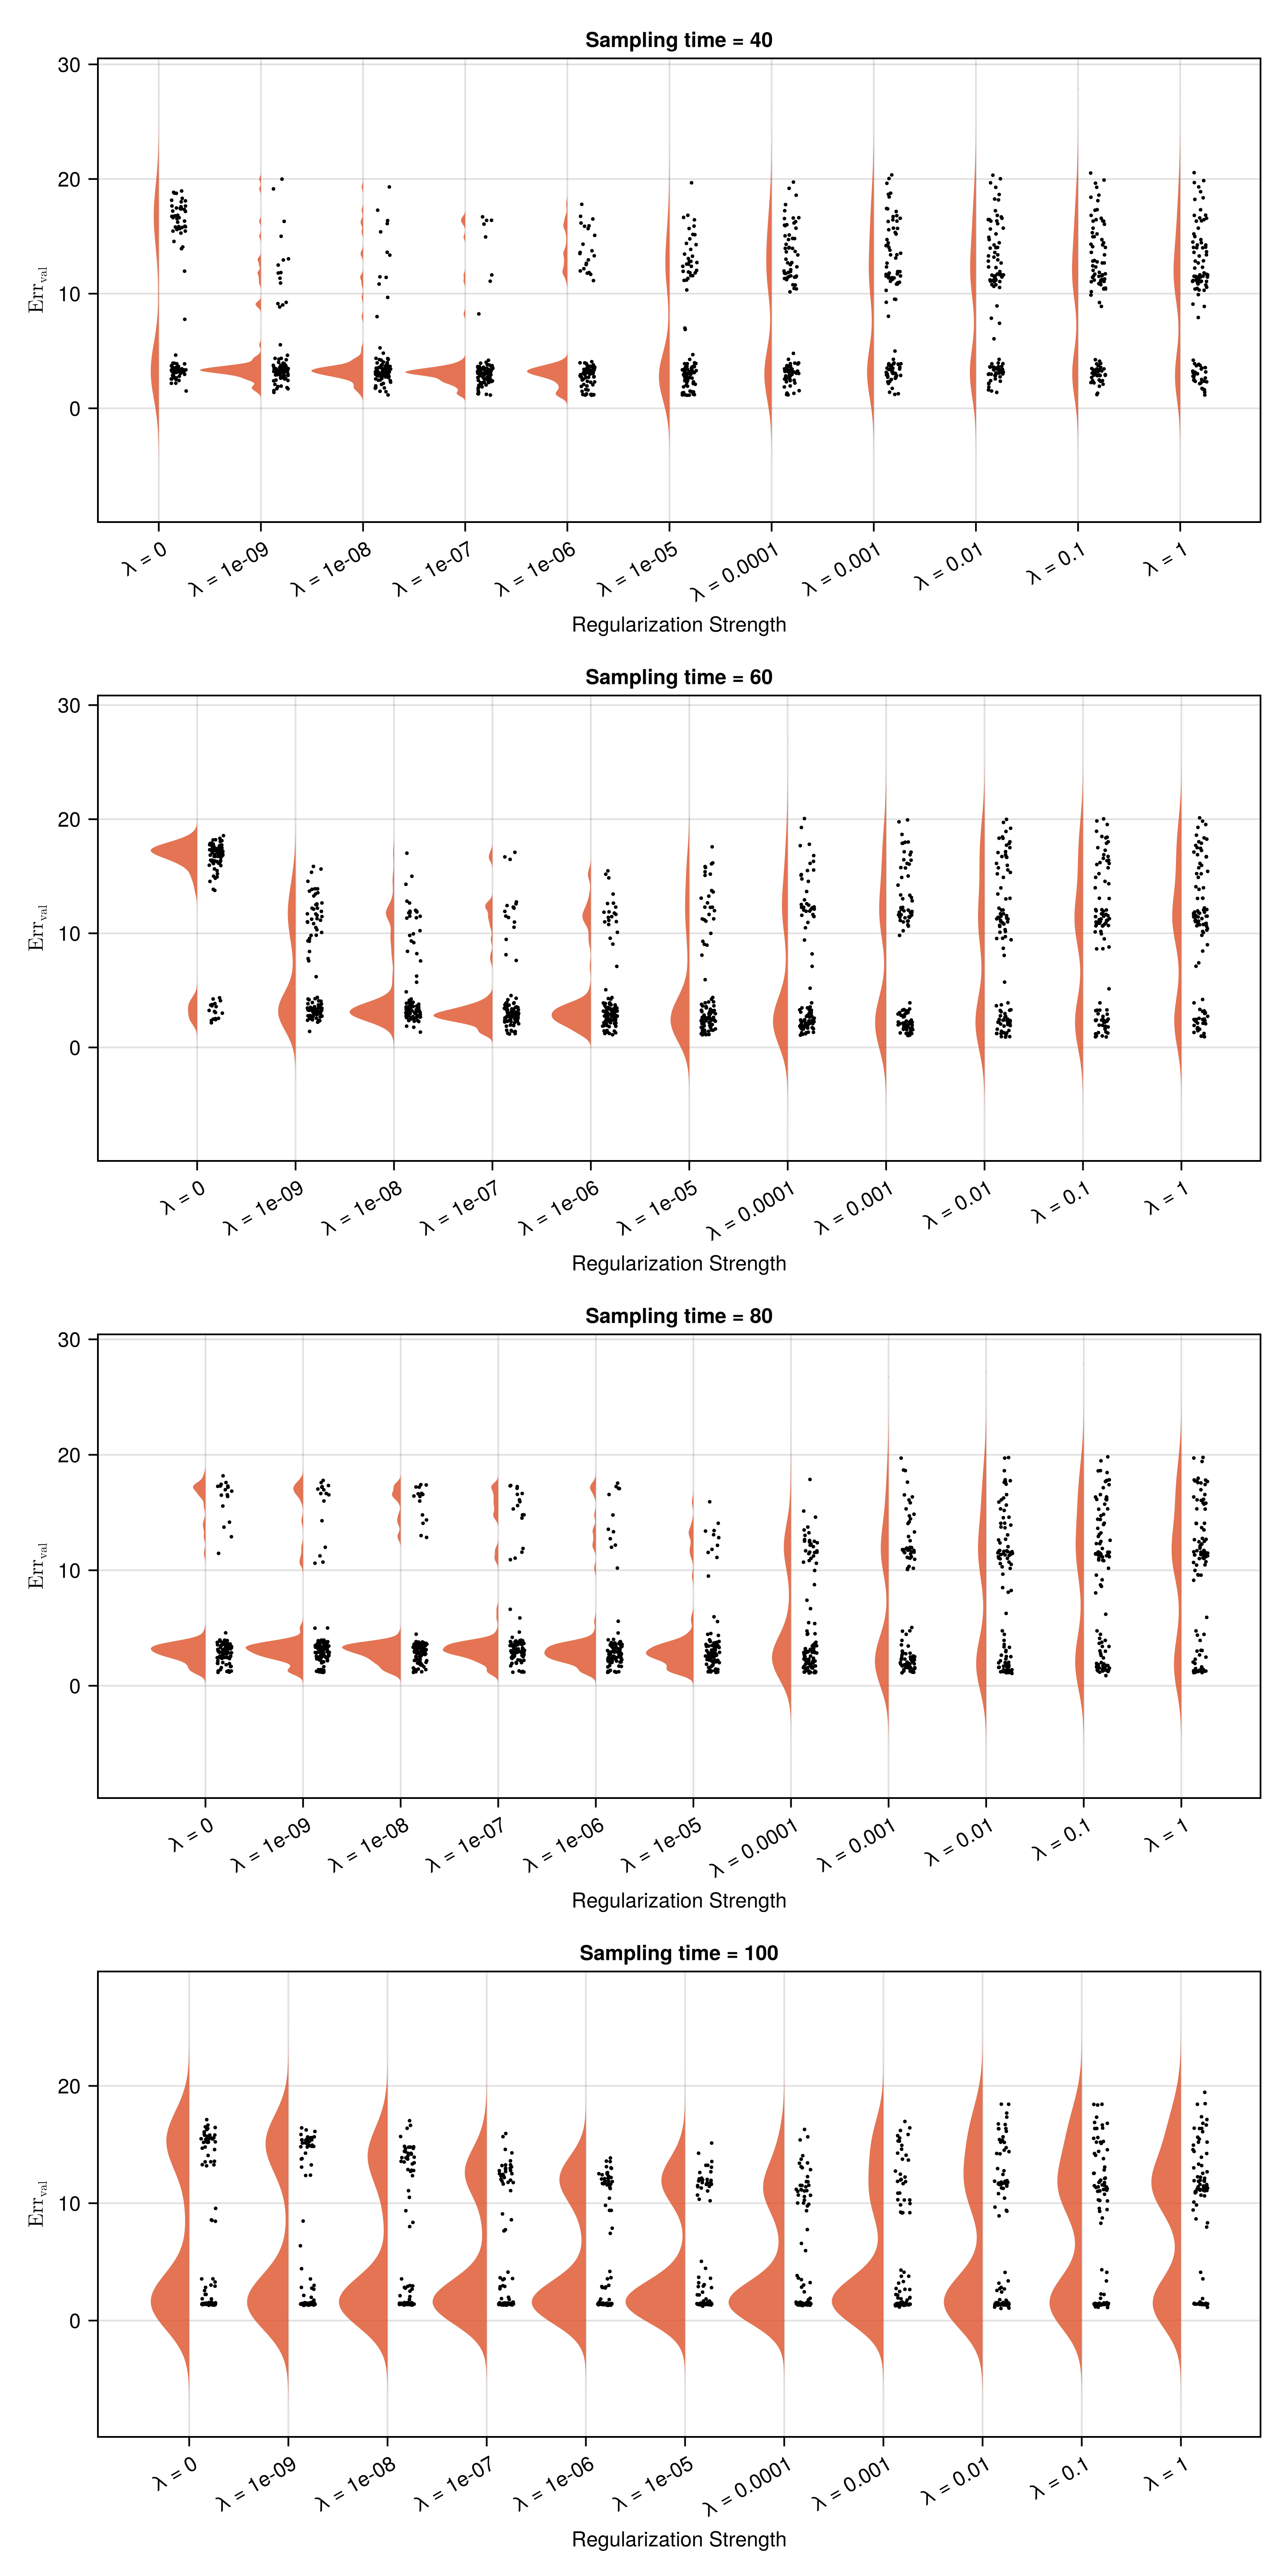 Sampling time = 40
30
20
10
0
Err_val
λ = 0
λ = 1e-09
λ = 1e-08
λ = 1e-07
λ = 1e-06
λ = 1e-05
λ = 0.0001
λ = 0.001
λ = 0.01
λ = 0.1
λ = 1
Regularization Strength
Sampling time = 60
30
20
10
0
Err_val
λ = 0
λ = 1e-09
λ = 1e-08
λ = 1e-07
λ = 1e-06
λ = 1e-05
λ = 0.0001
λ = 0.001
λ = 0.01
λ = 0.1
λ = 1
Regularization Strength
Sampling time = 80
30
20
10
0
Err_val
λ = 0
λ = 1e-09
λ = 1e-08
λ = 1e-07
λ = 1e-06
λ = 1e-05
λ = 0.0001
λ = 0.001
λ = 0.01
λ = 0.1
λ = 1
Regularization Strength
Sampling time = 100
20
10
0
Err_val
λ = 0
λ = 1e-09
λ = 1e-08
λ = 1e-07
λ = 1e-06
λ = 1e-05
λ = 0.0001
λ = 0.001
λ = 0.01
λ = 0.1
λ = 1
Regularization Strength